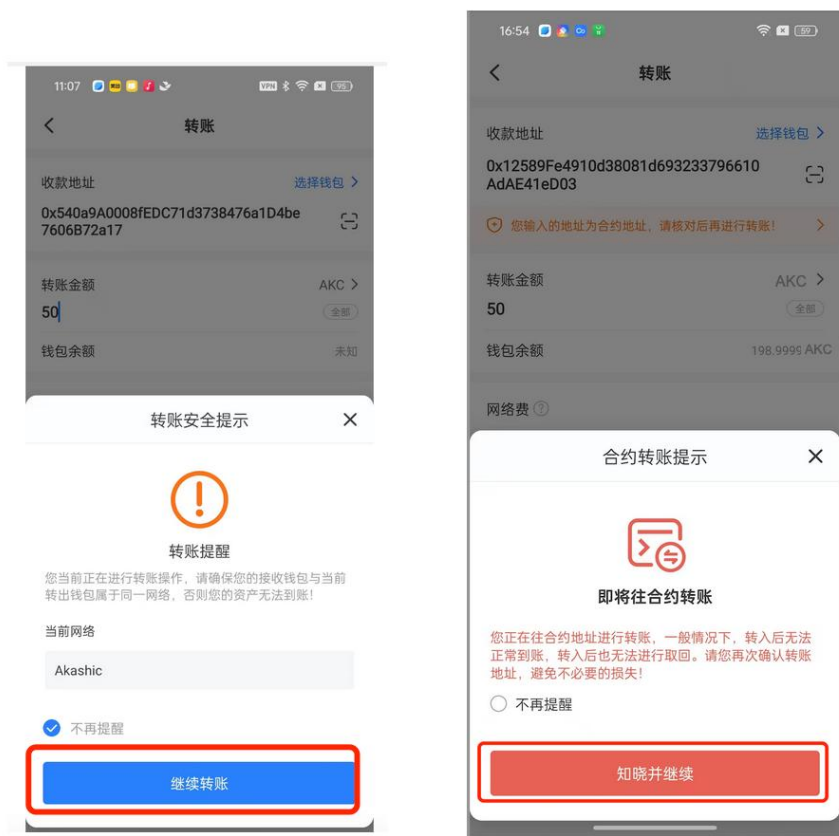 11:07
VPN
95
转账
收款地址
选择钱包 >
0x540a9A0008fEDC71d3738476a1D4be
7606B72a17
转账金额
AKC >
50
全部
钱包余额
未知
转账安全提示
转账提醒
您当前正在进行转账操作，请确保您的接收钱包与当前
转出钱包属于同一网络，否则您的资产无法到账！
当前网络
Akashic
不再提醒
继续转账
16:54
59
转账
收款地址
选择钱包 >
0x12589Fe4910d38081d693233796610
AdAE41eD03
您输入的地址为合约地址，请核对后再进行转账！
转账金额
AKC >
50
全部
钱包余额
198.9999 AKC
网络费
合约转账提示
即将往合约转账
您正在往合约地址进行转账，一般情况下，转入后无法
正常到账，转入后也无法进行取回。请您再次确认转账
地址，避免不必要的损失！
不再提醒
知晓并继续